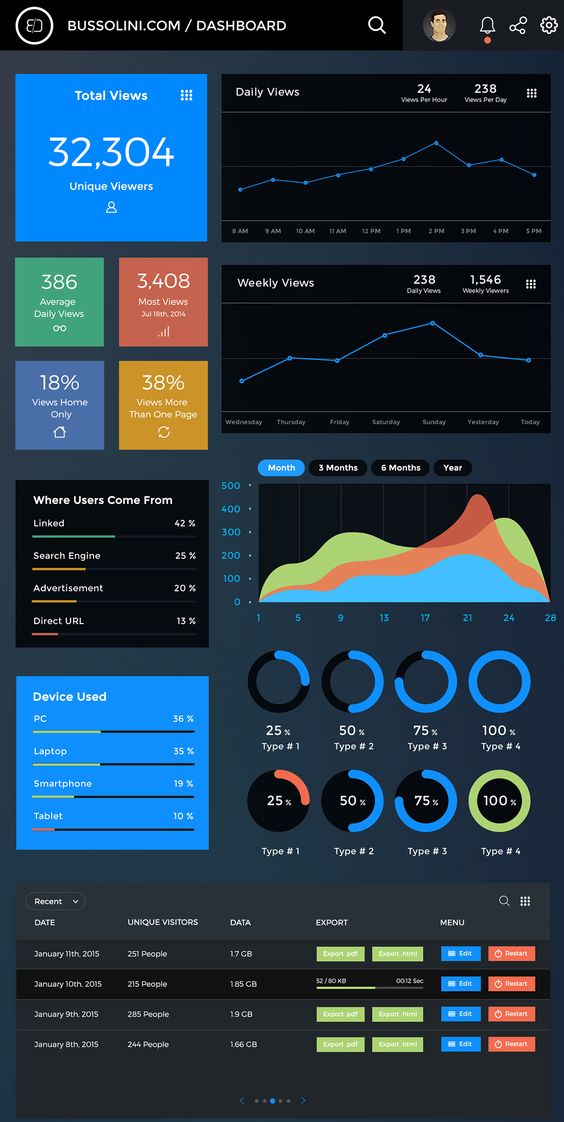 BUSSOLINI.COM / DASHBOARD
Total Views
32,304
Unique Viewers
Daily Views
24
Views Per Hour
238
Views Per Day
8 AM 9 AM 10 AM 11 AM 12 PM 1 PM 2 PM 3 PM 4 PM 5 PM
386
Average
Daily Views
3,408
Most Views
Jul 18th, 2014
18%
Views Home
Only
38%
Views More
Than One Page
Weekly Views
238
Daily Views
1,546
Weekly Viewers
Wednesday Thursday Friday Saturday Sunday Yesterday Today
Where Users Come From
Linked 42 %
Search Engine 25 %
Advertisement 20 %
Direct URL 13 %
Month 3 Months 6 Months Year
500
400
300
200
100
0
1 5 9 13 17 21 24 28
Device Used
PC 36 %
Laptop 35 %
Smartphone 19 %
Tablet 10 %
25 % 50 % 75 % 100 %
Type # 1 Type # 2 Type # 3 Type # 4
25 % 50 % 75 % 100 %
Type # 1 Type # 2 Type # 3 Type # 4
Recent
DATE UNIQUE VISITORS DATA EXPORT MENU
January 11th, 2015 251 People 1.7 GB Export .pdf Export .html Edit Restart
January 10th, 2015 215 People 1.85 GB 52 / 80 KB 00:12 Sec Edit Restart
January 9th, 2015 285 People 1.9 GB Export .pdf Export .html Edit Restart
January 8th, 2015 244 People 1.66 GB Export .pdf Export .html Edit Restart